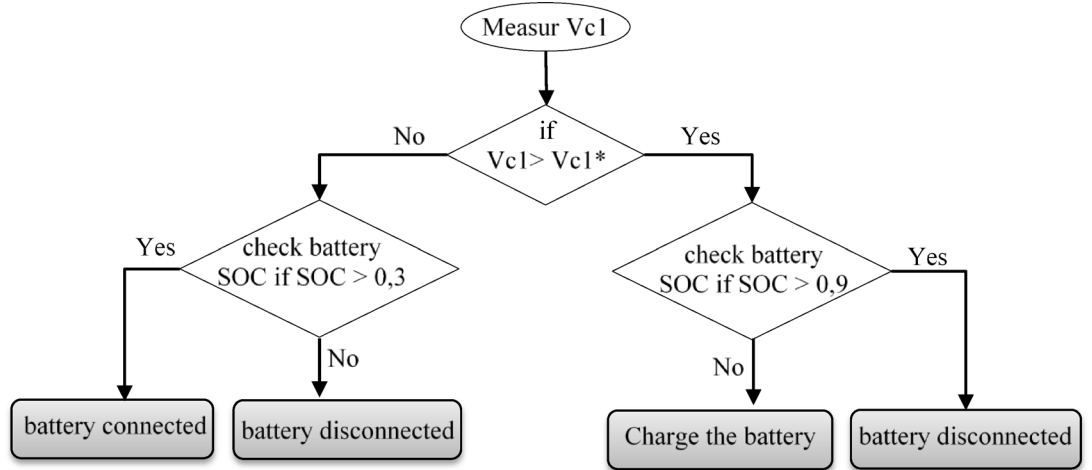 Measur Vc1
if
Vc1> Vc1*
No
Yes
check battery
SOC if SOC > 0,3
Yes
No
check battery
SOC if SOC > 0,9
Yes
No
battery connected
battery disconnected
Charge the battery
battery disconnected